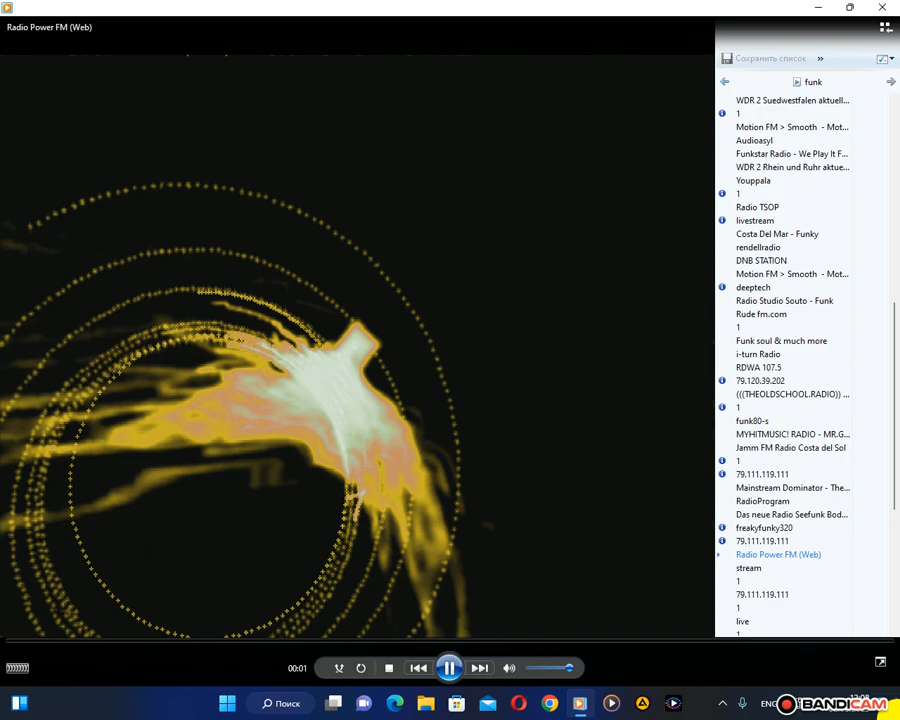 Radio Power FM (Web)
Сохранить список »
funk
WDR 2 Suedwestfalen aktuell...
1
Motion FM > Smooth - Mot...
Audioasyl
Funkstar Radio - We Play It F...
WDR 2 Rhein und Ruhr aktue...
Youppala
1
Radio TSOP
livestream
Costa Del Mar - Funky
rendellradio
DNB STATION
Motion FM > Smooth - Mot...
deeptech
Radio Studio Souto - Funk
Rude fm.com
1
Funk soul & much more
i-turn Radio
RDWA 107.5
79.120.39.202
(((THEOLDSCHOOL.RADIO)) ...
1
funk80-s
MYHITMUSIC! RADIO - MR.G...
Jamm FM Radio Costa del Sol
1
79.111.119.111
Mainstream Dominator - The...
RadioProgram
Das neue Radio Seefunk Bod...
freakyfunky320
79.111.119.111
Radio Power FM (Web)
stream
1
79.111.119.111
1
live
1
00:01
Поиск
ENG
BANDICAM